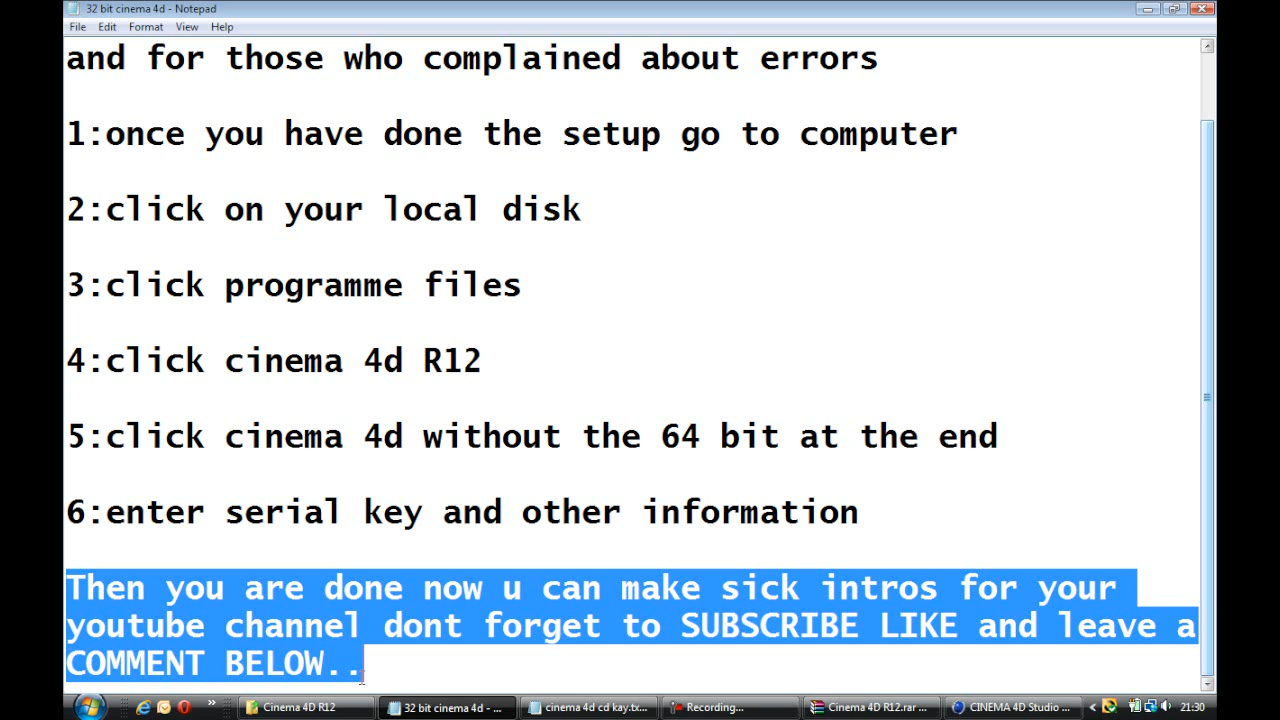 32 bit cinema 4d - Notepad
File Edit Format View Help
and for those who complained about errors
1:once you have done the setup go to computer
2:click on your local disk
3:click programme files
4:click cinema 4d R12
5:click cinema 4d without the 64 bit at the end
6:enter serial key and other information
Then you are done now u can make sick intros for your
youtube channel dont forget to SUBSCRIBE LIKE and leave a
COMMENT BELOW..
Cinema 4D R12 32 bit cinema 4d - ... cinema 4d cd kay.tx... Recording... Cinema 4D R12.rar ... CINEMA 4D Studio ... 21:30